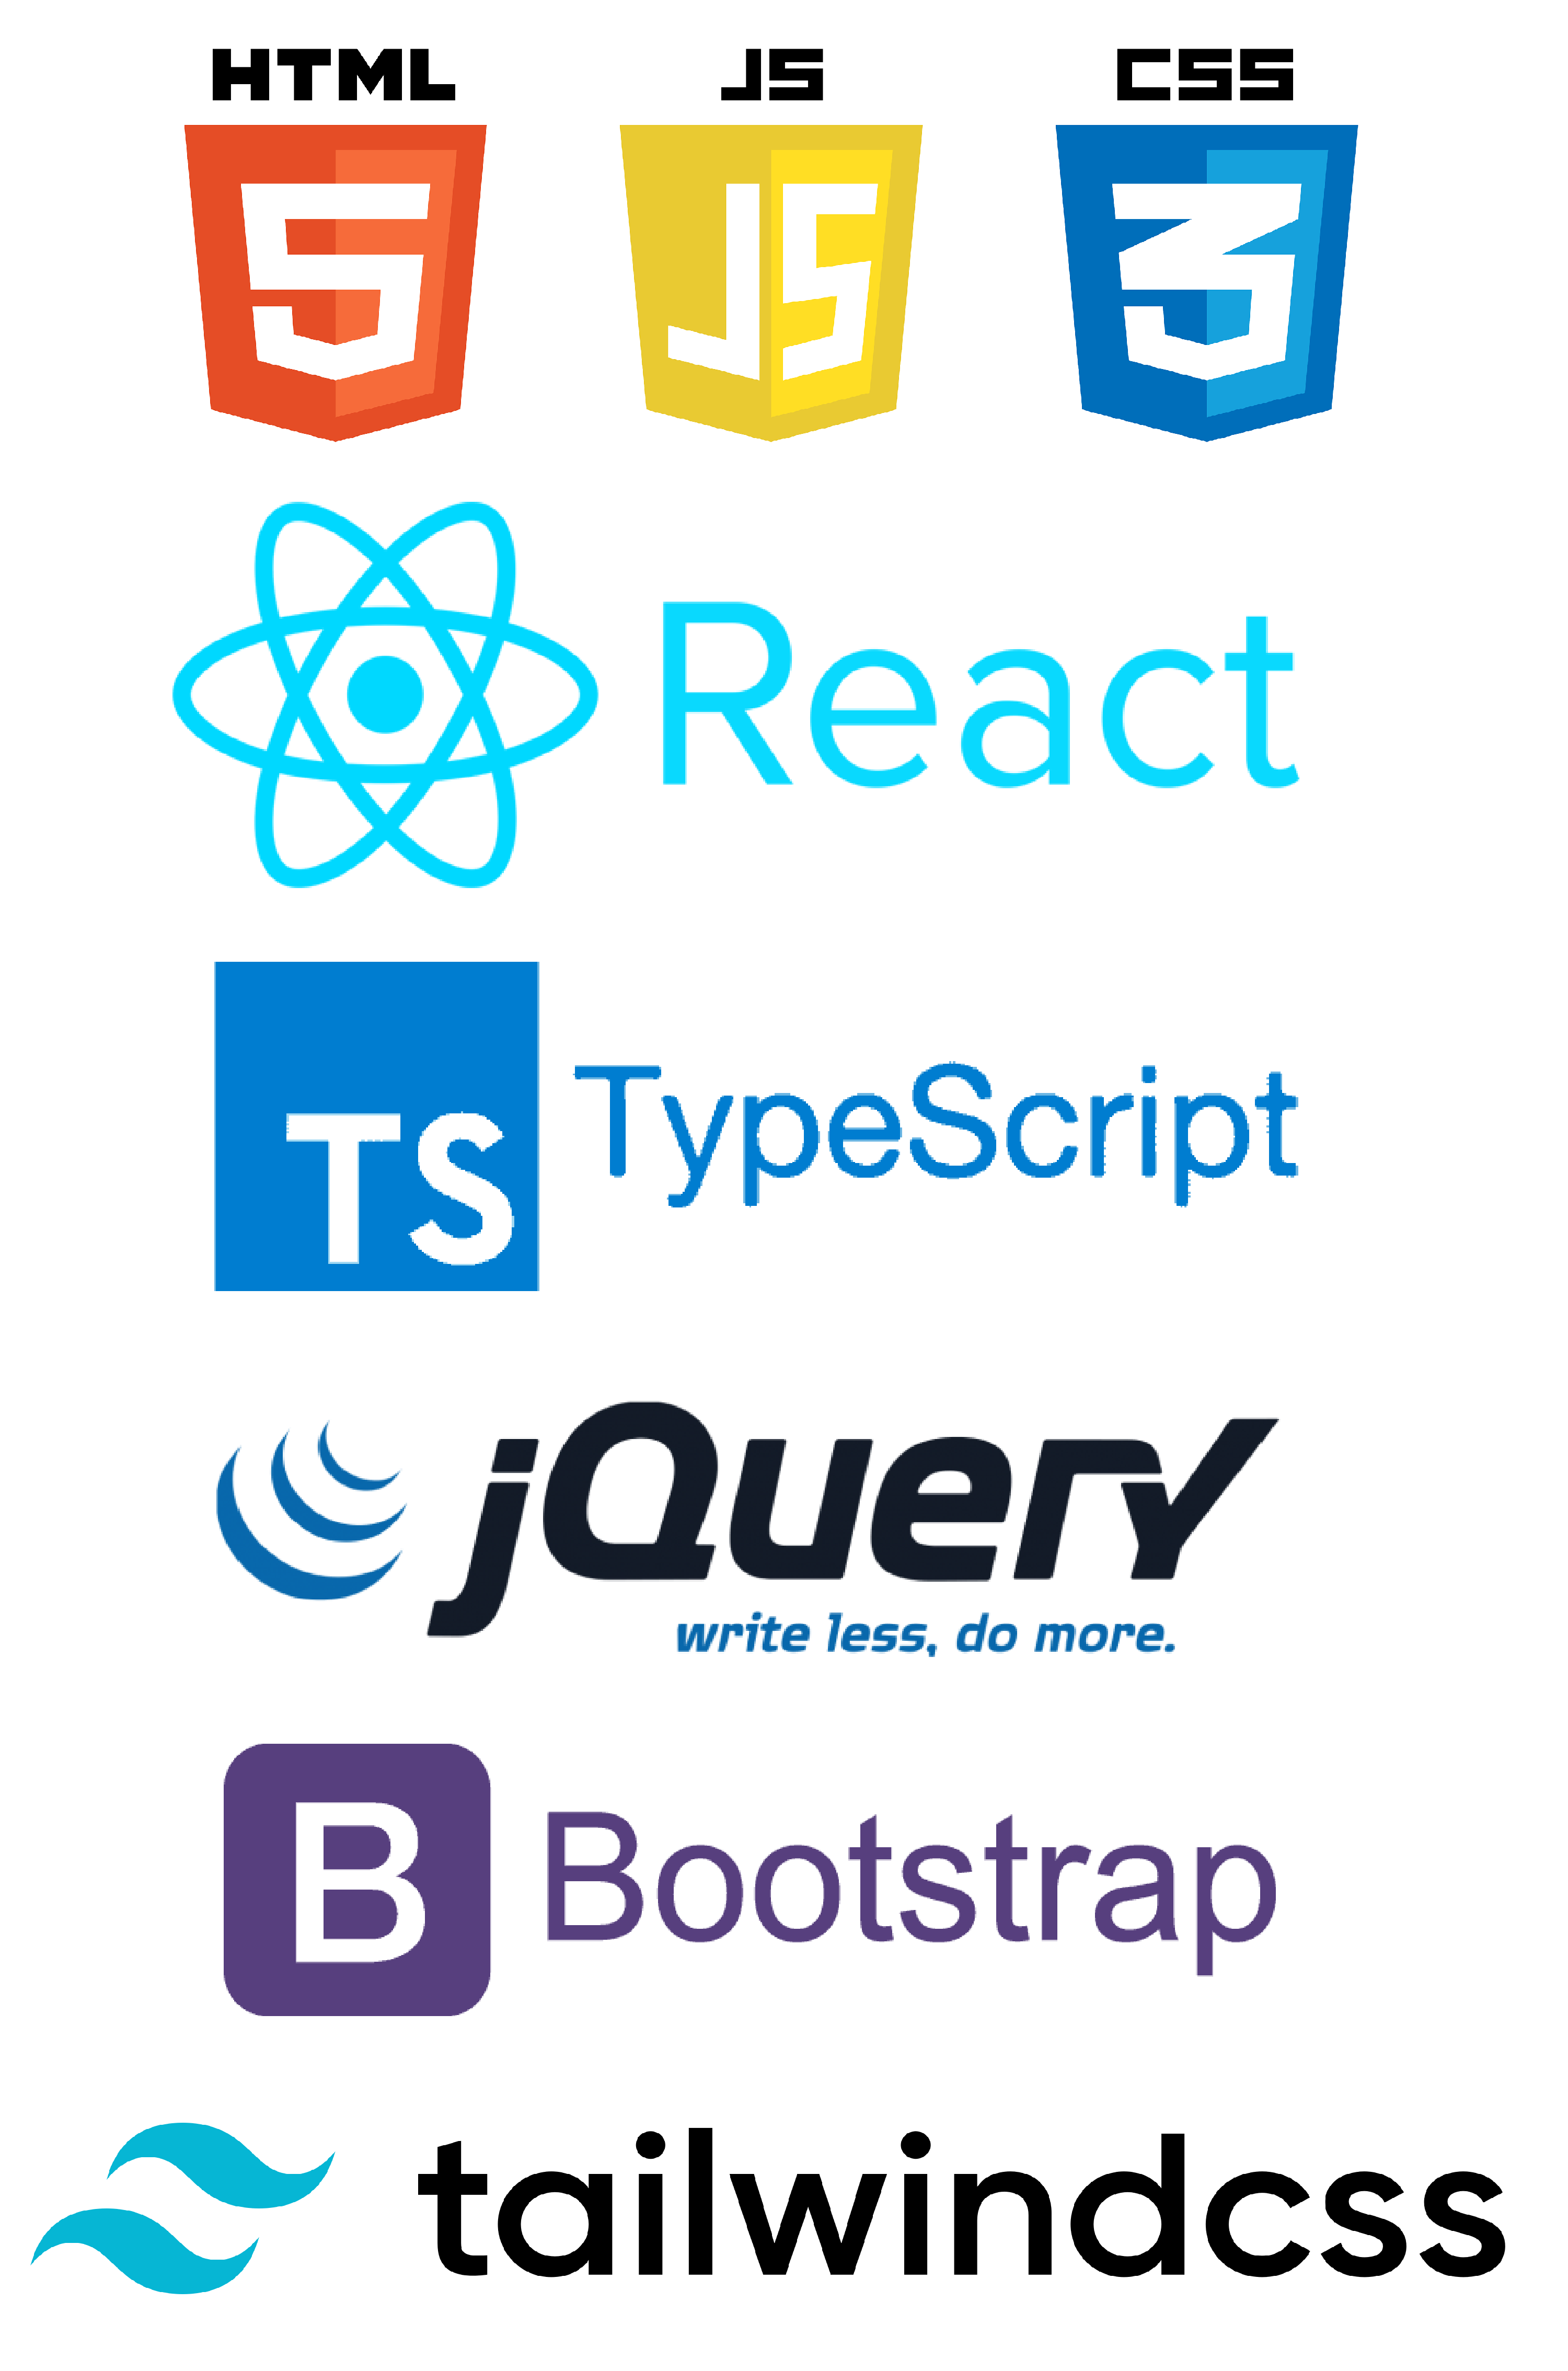 HTML JS CSS
5 JS 3
React
TypeScript
TS
jQuery
write less, do more.
B Bootstrap
tailwindcss